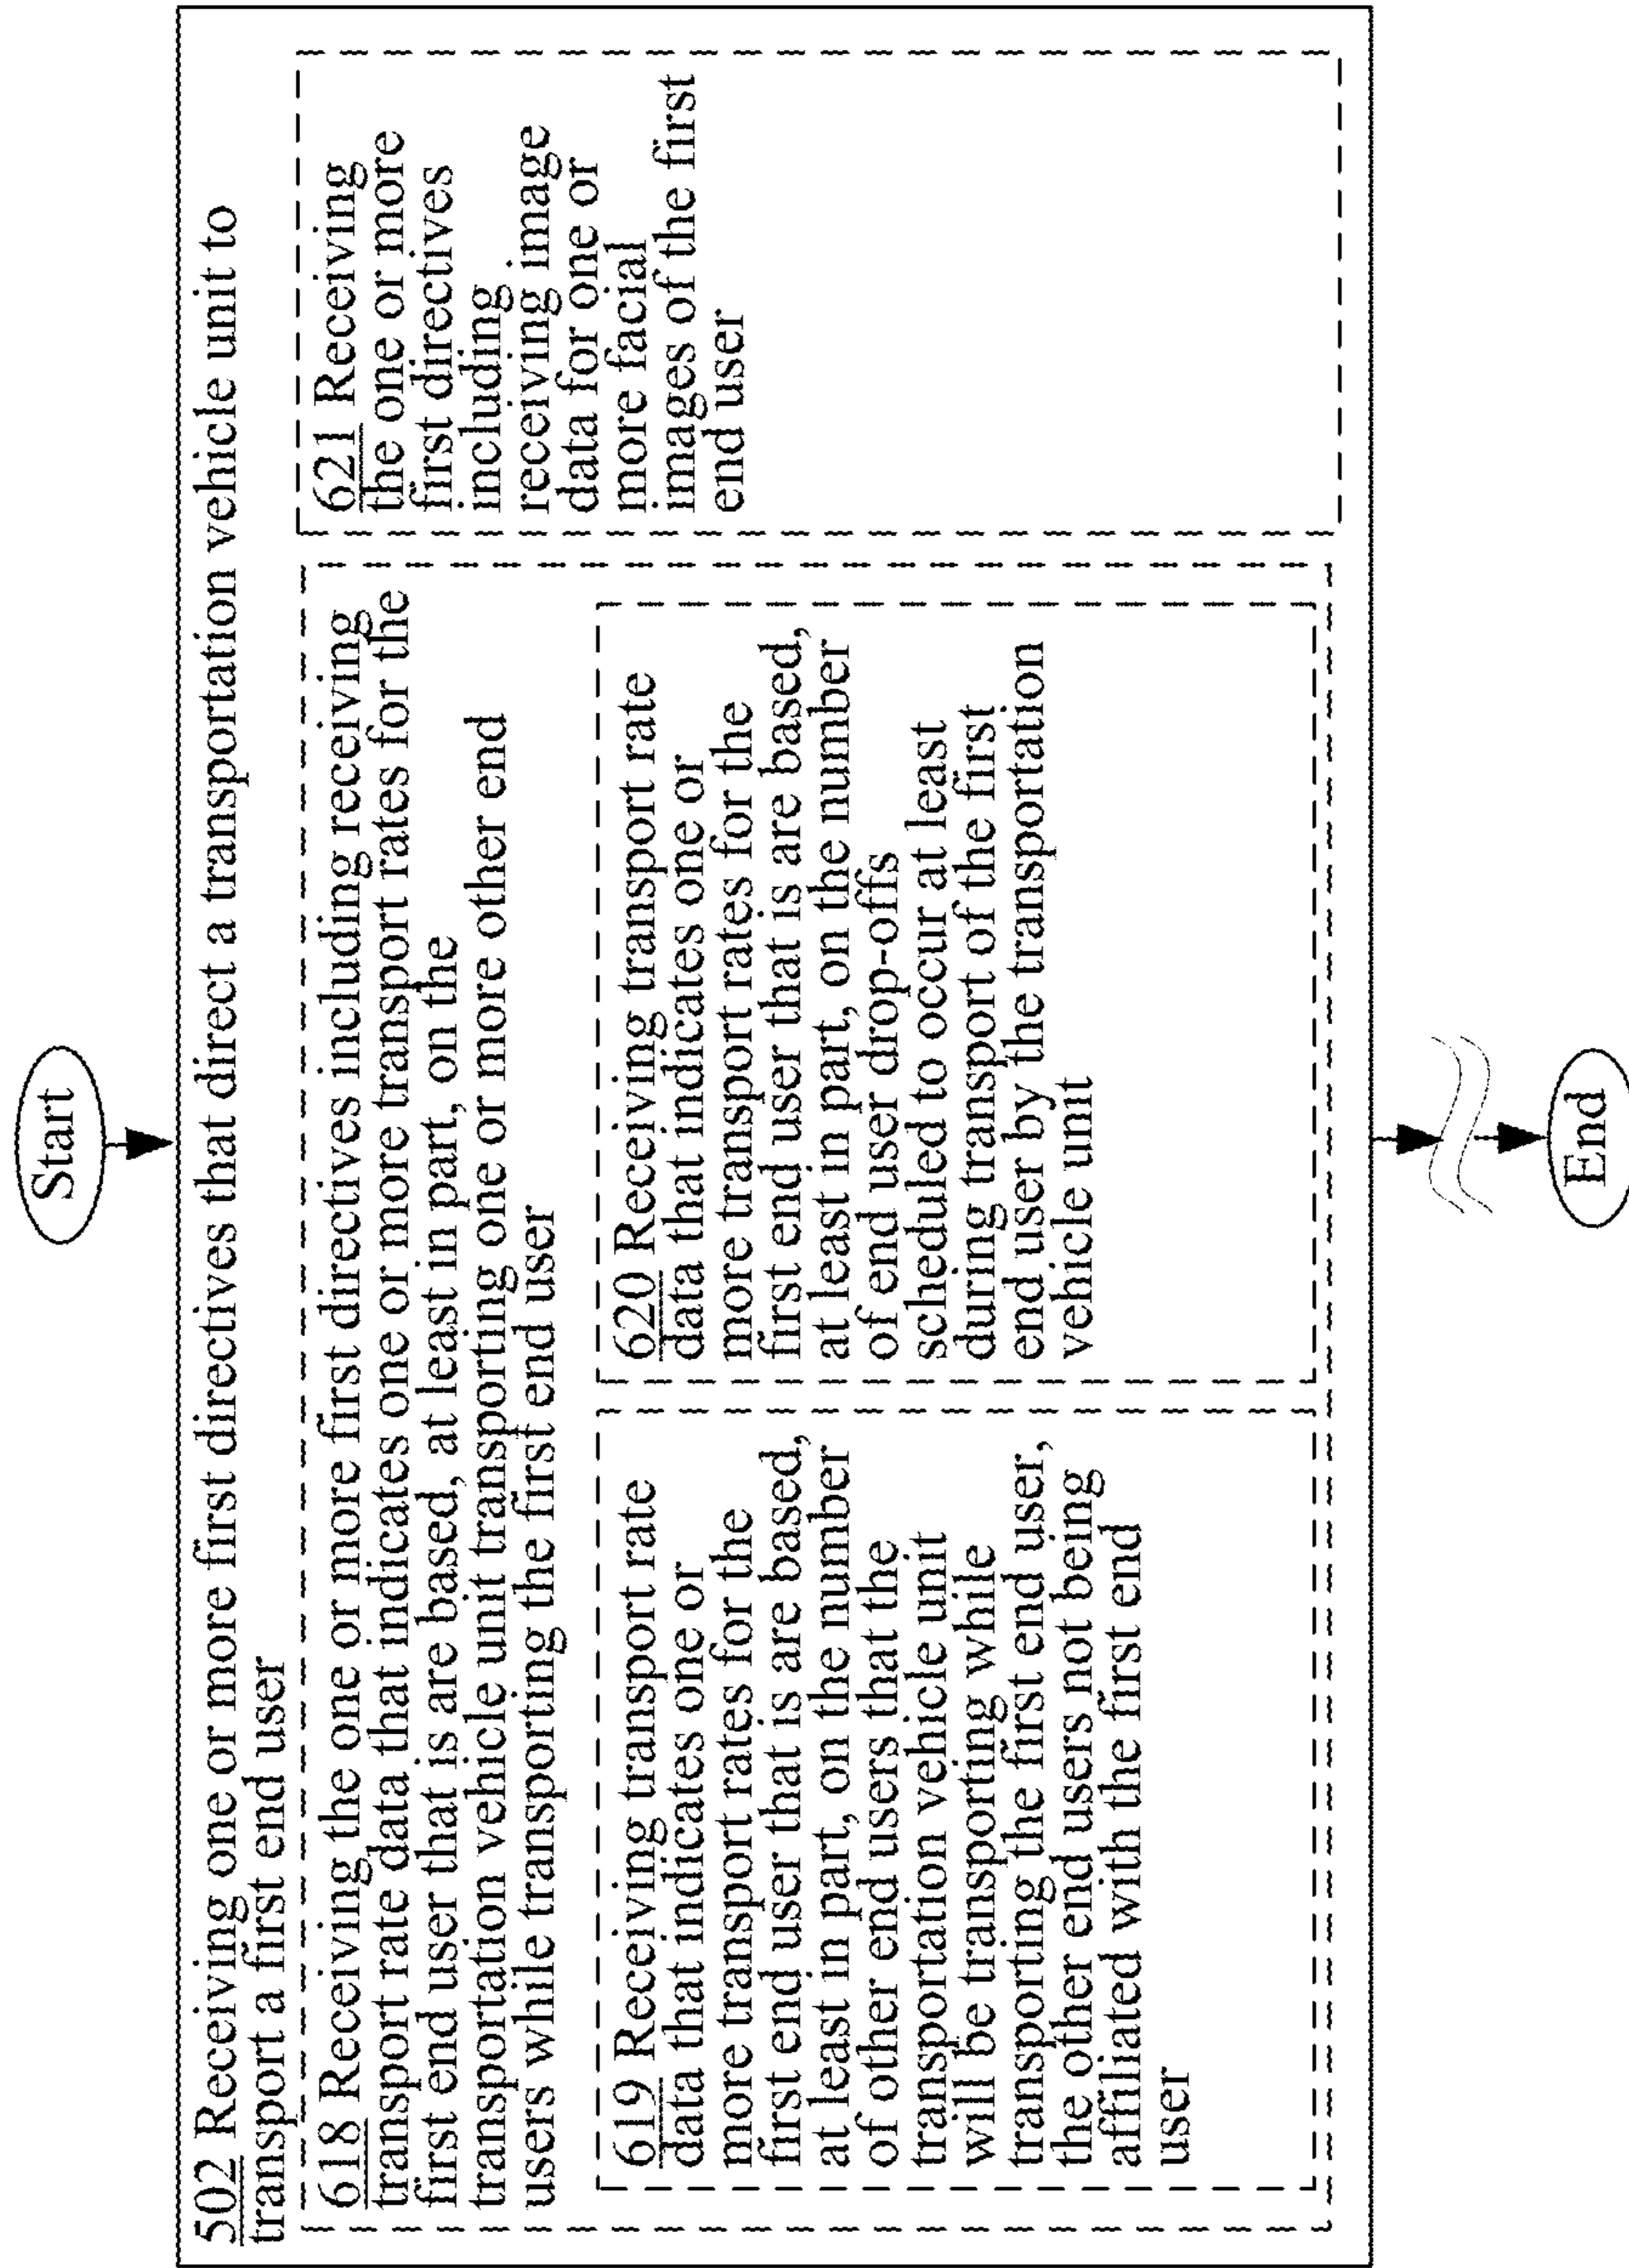 Start
502 Receiving one or more first directives that direct a transportation vehicle unit to
transport a first end user
618 Receiving the one or more first directives including receiving
transport rate data that indicates one or more transport rates for the
first end user that is are based, at least in part, on the
transportation vehicle unit transporting one or more other end
users while transporting the first end user
619 Receiving transport rate
data that indicates one or
more transport rates for the
first end user that is are based,
at least in part, on the number
of other end users that the
transportation vehicle unit
will be transporting while
transporting the first end user,
the other end users not being
affiliated with the first end
user
620 Receiving transport rate
data that indicates one or
more transport rates for the
first end user that is are based,
at least in part, on the number
of end user drop-offs
scheduled to occur at least
during transport of the first
end user by the transportation
vehicle unit
621 Receiving
the one or more
first directives
including
receiving image
data for one or
more facial
images of the first
end user
End